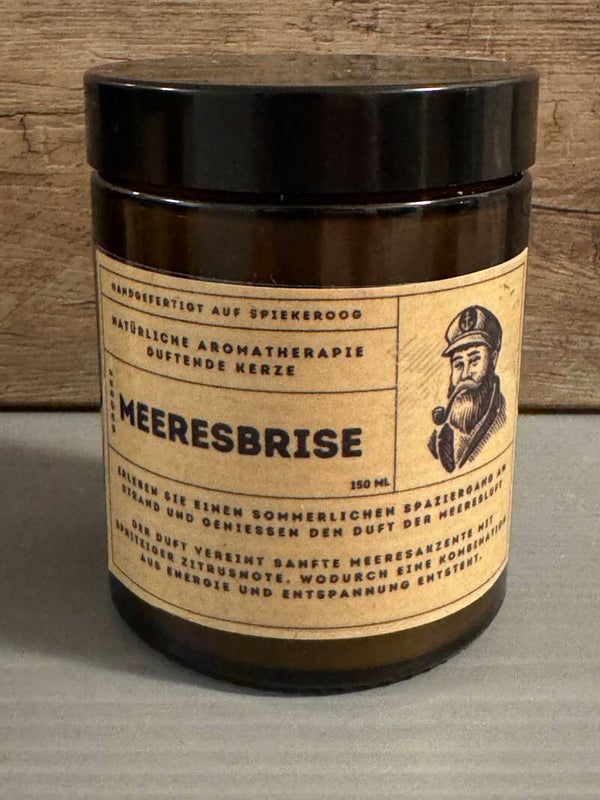 HANDGEFERTIGT AUF SPIEKEROOG
NATÜRLICHE AROMATHERAPIE
DUFTENDE KERZE
MEERESBRISE
150 ML
ERLEBEN SIE EINEN SOMMERLICHEN SPAZIERGANG AM
STRAND UND GENIESSEN DEN DUFT DER MEERESLUFT
DER DUFT VEREINT SANFTE MEERESAKZENTE MIT
SPRITZIGER ZITRUSNOTE, WODURCH EINE KOMBINATION
AUS ENERGIE UND ENTSPANNUNG ENTSTEHT.